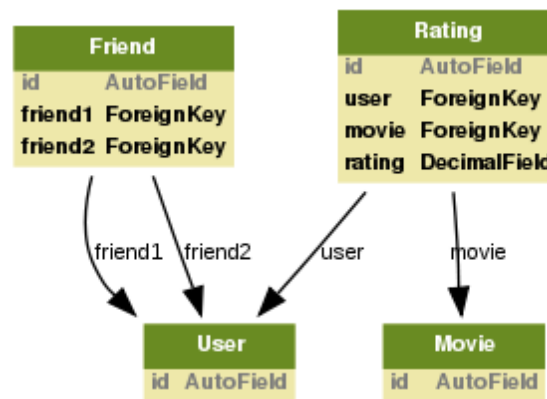 Friend
id AutoField
friend1 ForeignKey
friend2 ForeignKey
Rating
id AutoField
user ForeignKey
movie ForeignKey
rating DecimalField
friend1
friend2
user
movie
User
id AutoField
Movie
id AutoField